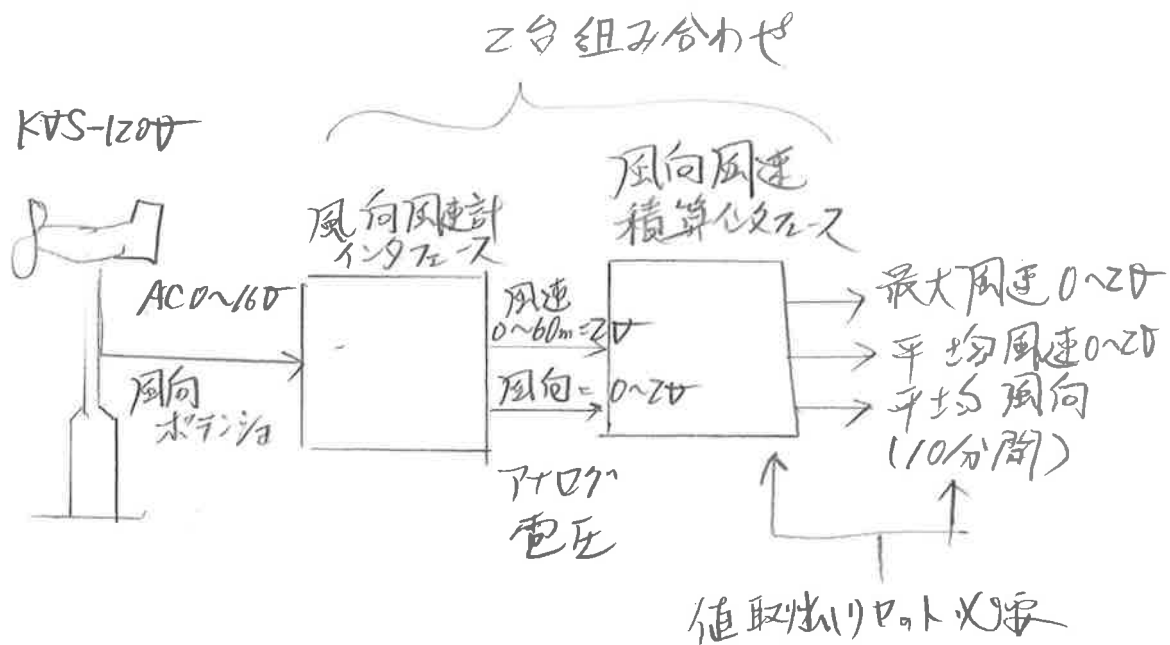 2台組み合わせ
KVS-120V
風向風速計
インタフェース
風向風速
積算インタフェース
AC0~16V
風向
ポテンショ
風速
0~60m=2V
風向=0~2V
アナログ
電圧
最大風速0~2V
平均風速0~2V
平均風向
(10分間)
値取出しリセット必要